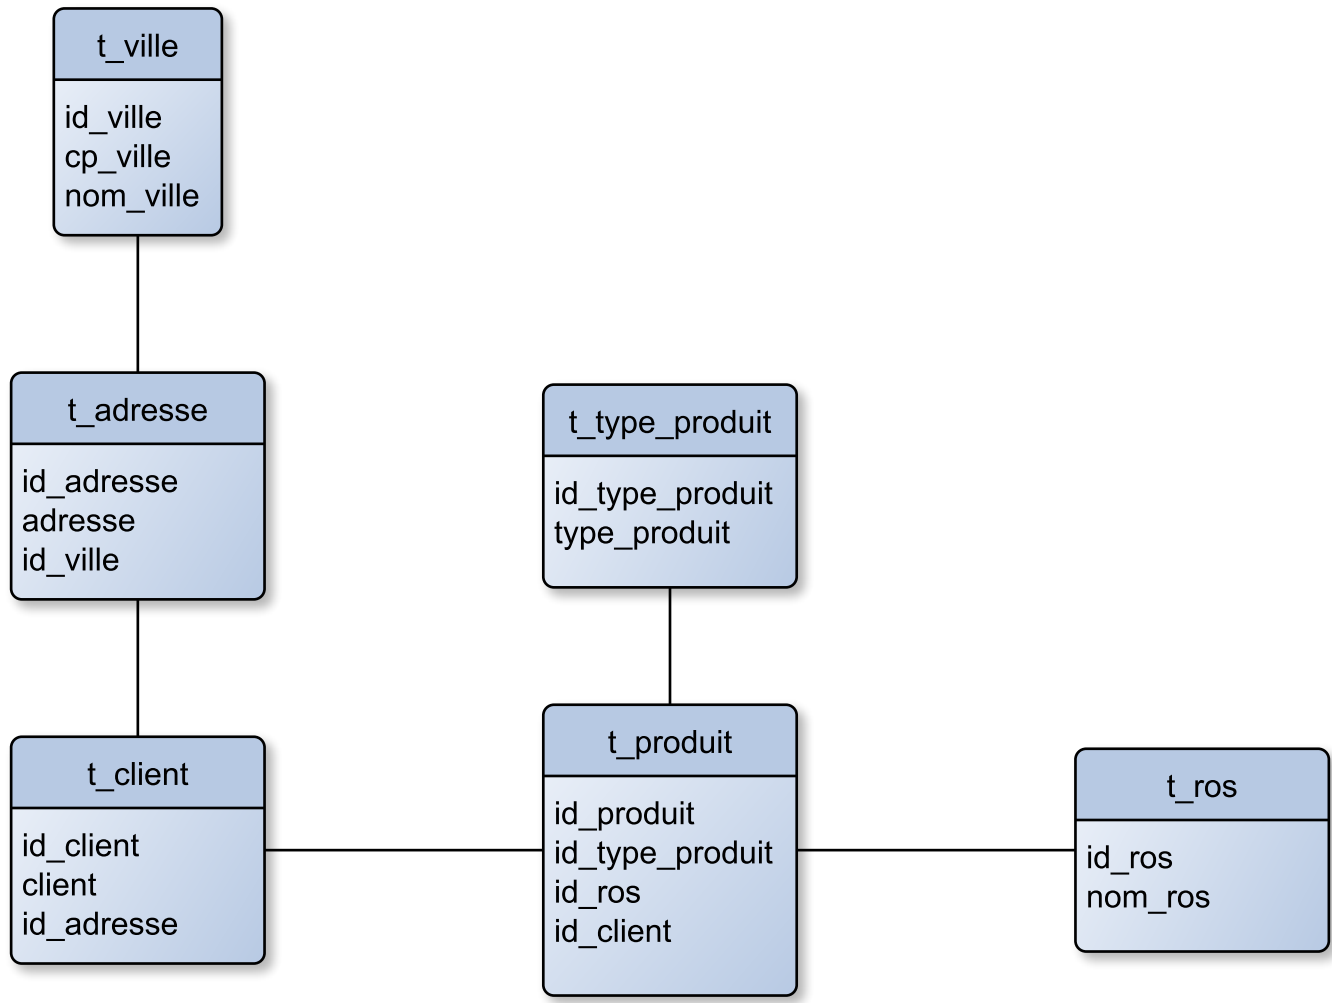 t_ville
id_ville
cp_ville
nom_ville
t_adresse
id_adresse
adresse
id_ville
t_type_produit
id_type_produit
type_produit
t_client
id_client
client
id_adresse
t_produit
id_produit
id_type_produit
id_ros
id_client
t_ros
id_ros
nom_ros